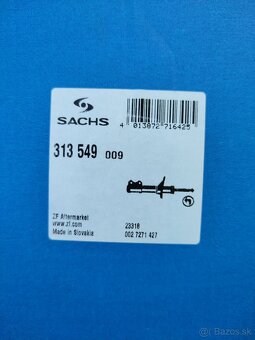 SACHS
4 013872 716425
313 549 009
ZF Aftermarket
www.zf.com
Made in Slovakia
23318
002 7271 427
bazos.sk